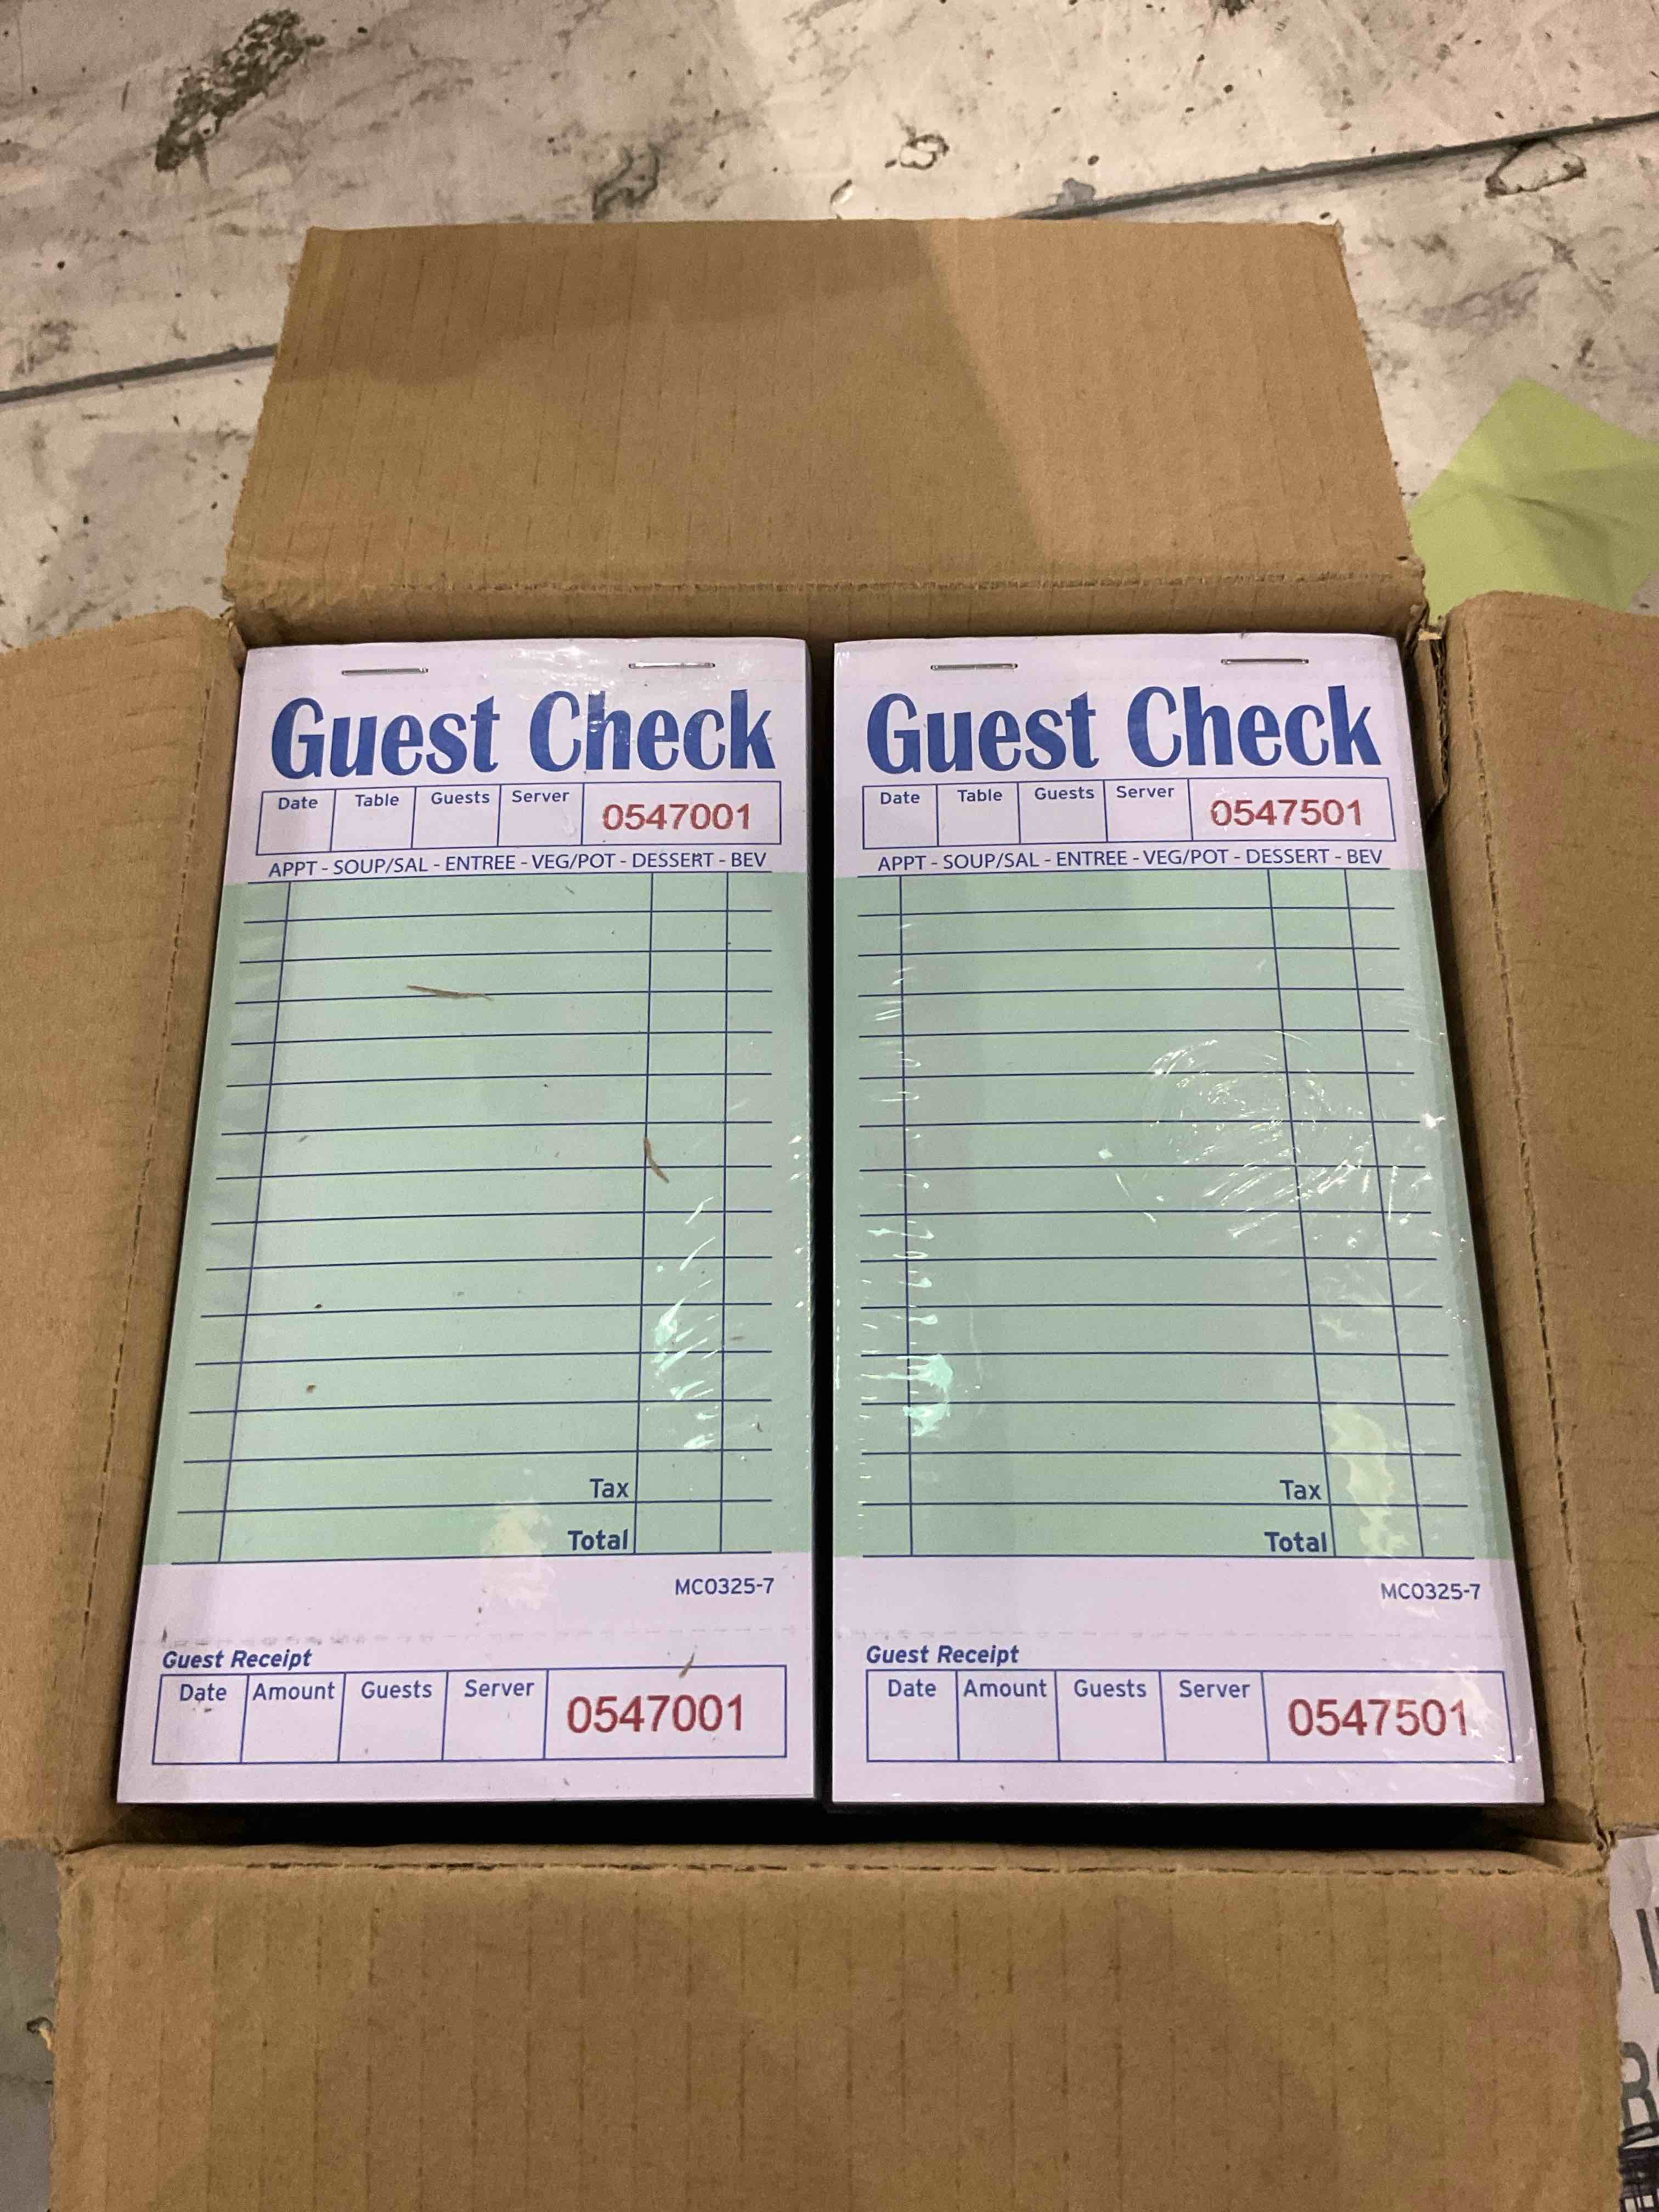 Guest Check
Date Table Guests Server 0547001
APPT - SOUP/SAL - ENTREE - VEG/POT - DESSERT - BEV
Tax
Total
MC0325-7
Guest Receipt
Date Amount Guests Server 0547001
Guest Check
Date Table Guests Server 0547501
APPT - SOUP/SAL - ENTREE - VEG/POT - DESSERT - BEV
Tax
Total
MC0325-7
Guest Receipt
Date Amount Guests Server 0547501